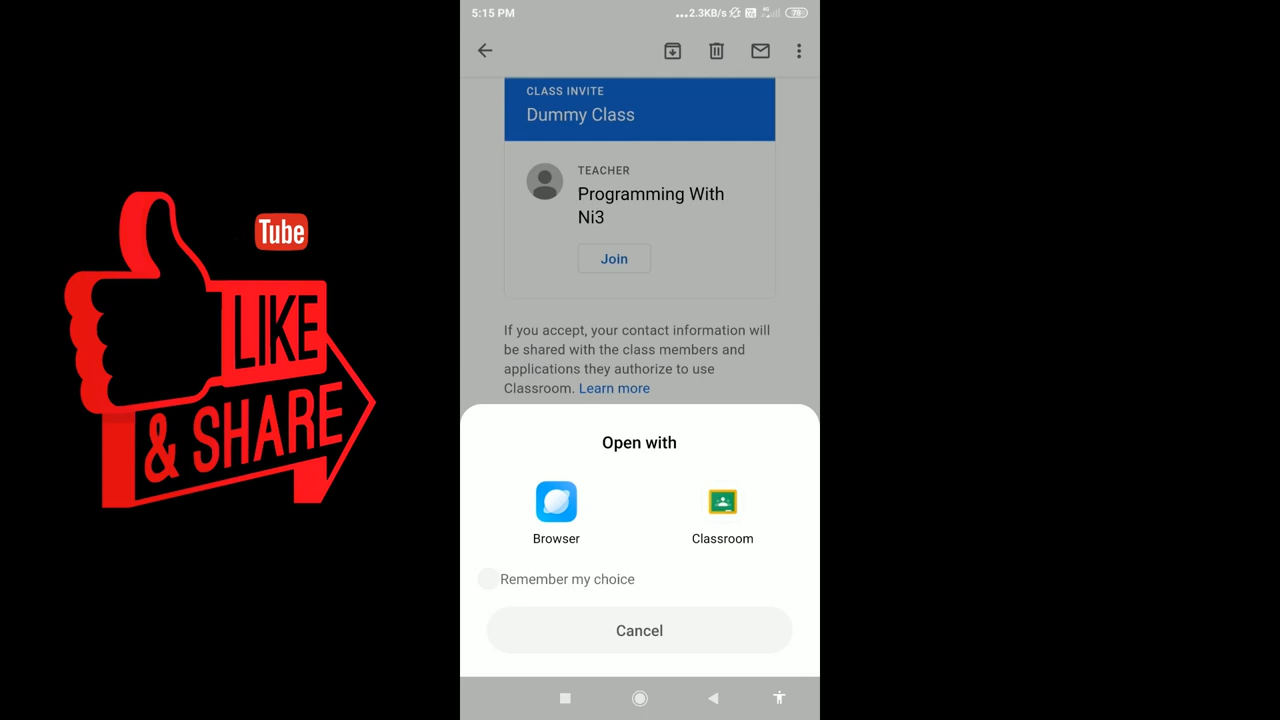 5:15 PM
2.3KB/s
4G
78
CLASS INVITE
Dummy Class
TEACHER
Programming With
Ni3
Join
If you accept, your contact information will
be shared with the class members and
applications they authorize to use
Classroom. Learn more
Open with
Browser
Classroom
Remember my choice
Cancel
Tube
LIKE
& SHARE